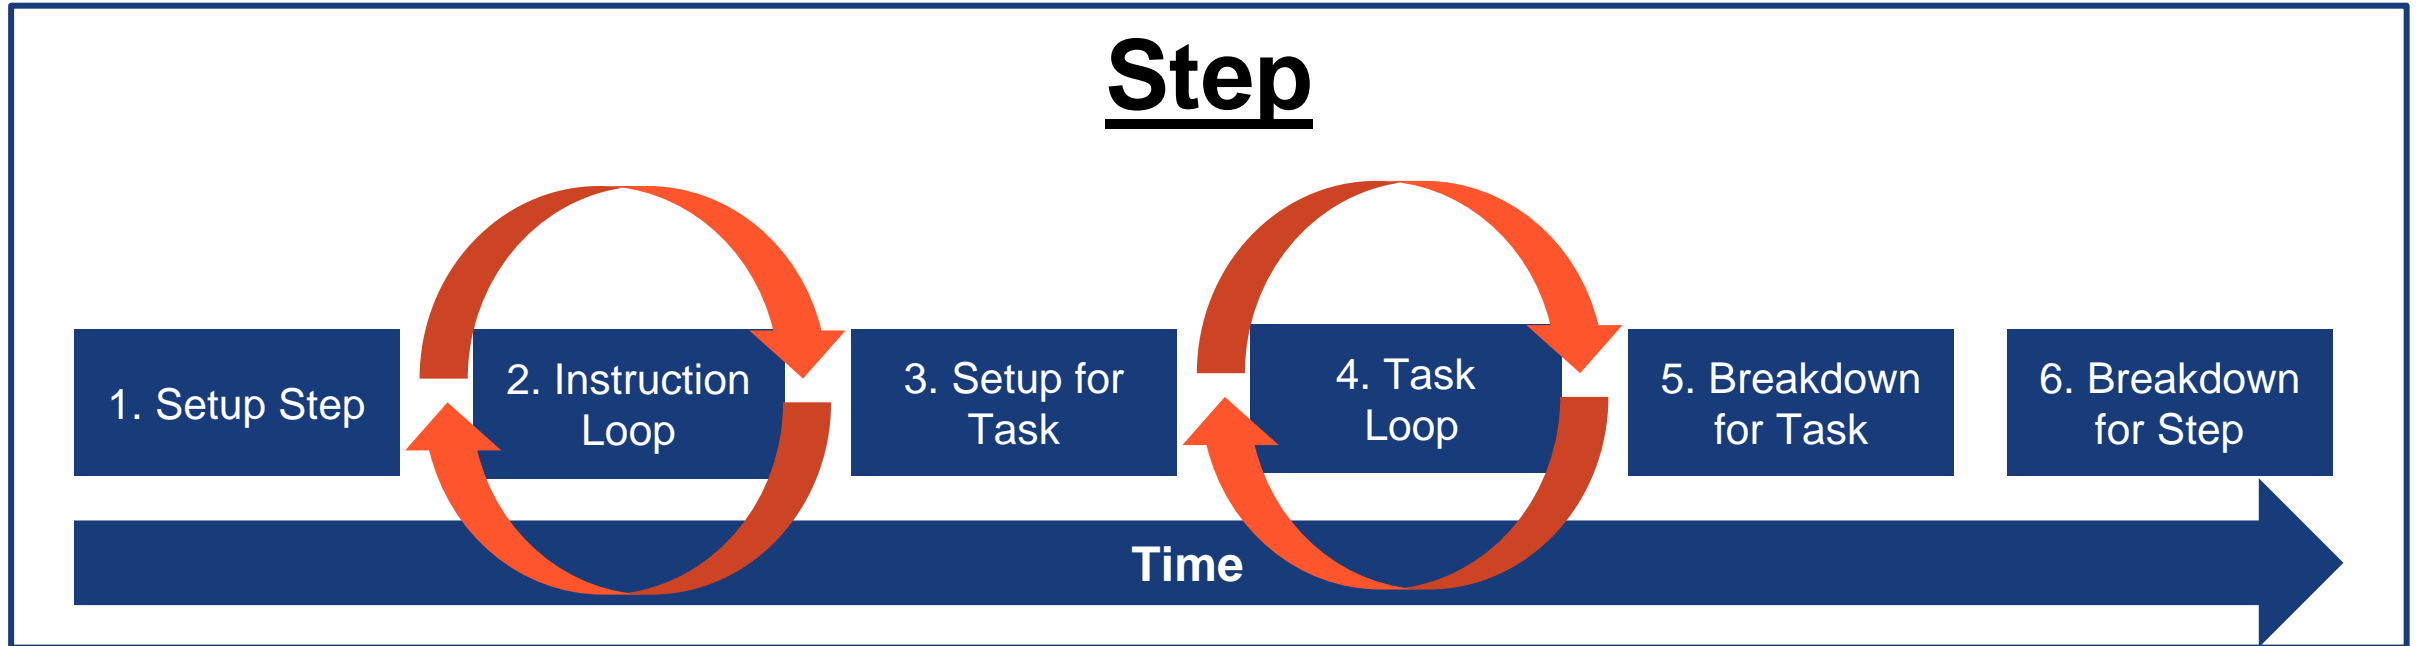 Step
1. Setup Step
2. Instruction
Loop
3. Setup for
Task
4. Task
Loop
5. Breakdown
for Task
6. Breakdown
for Step
Time